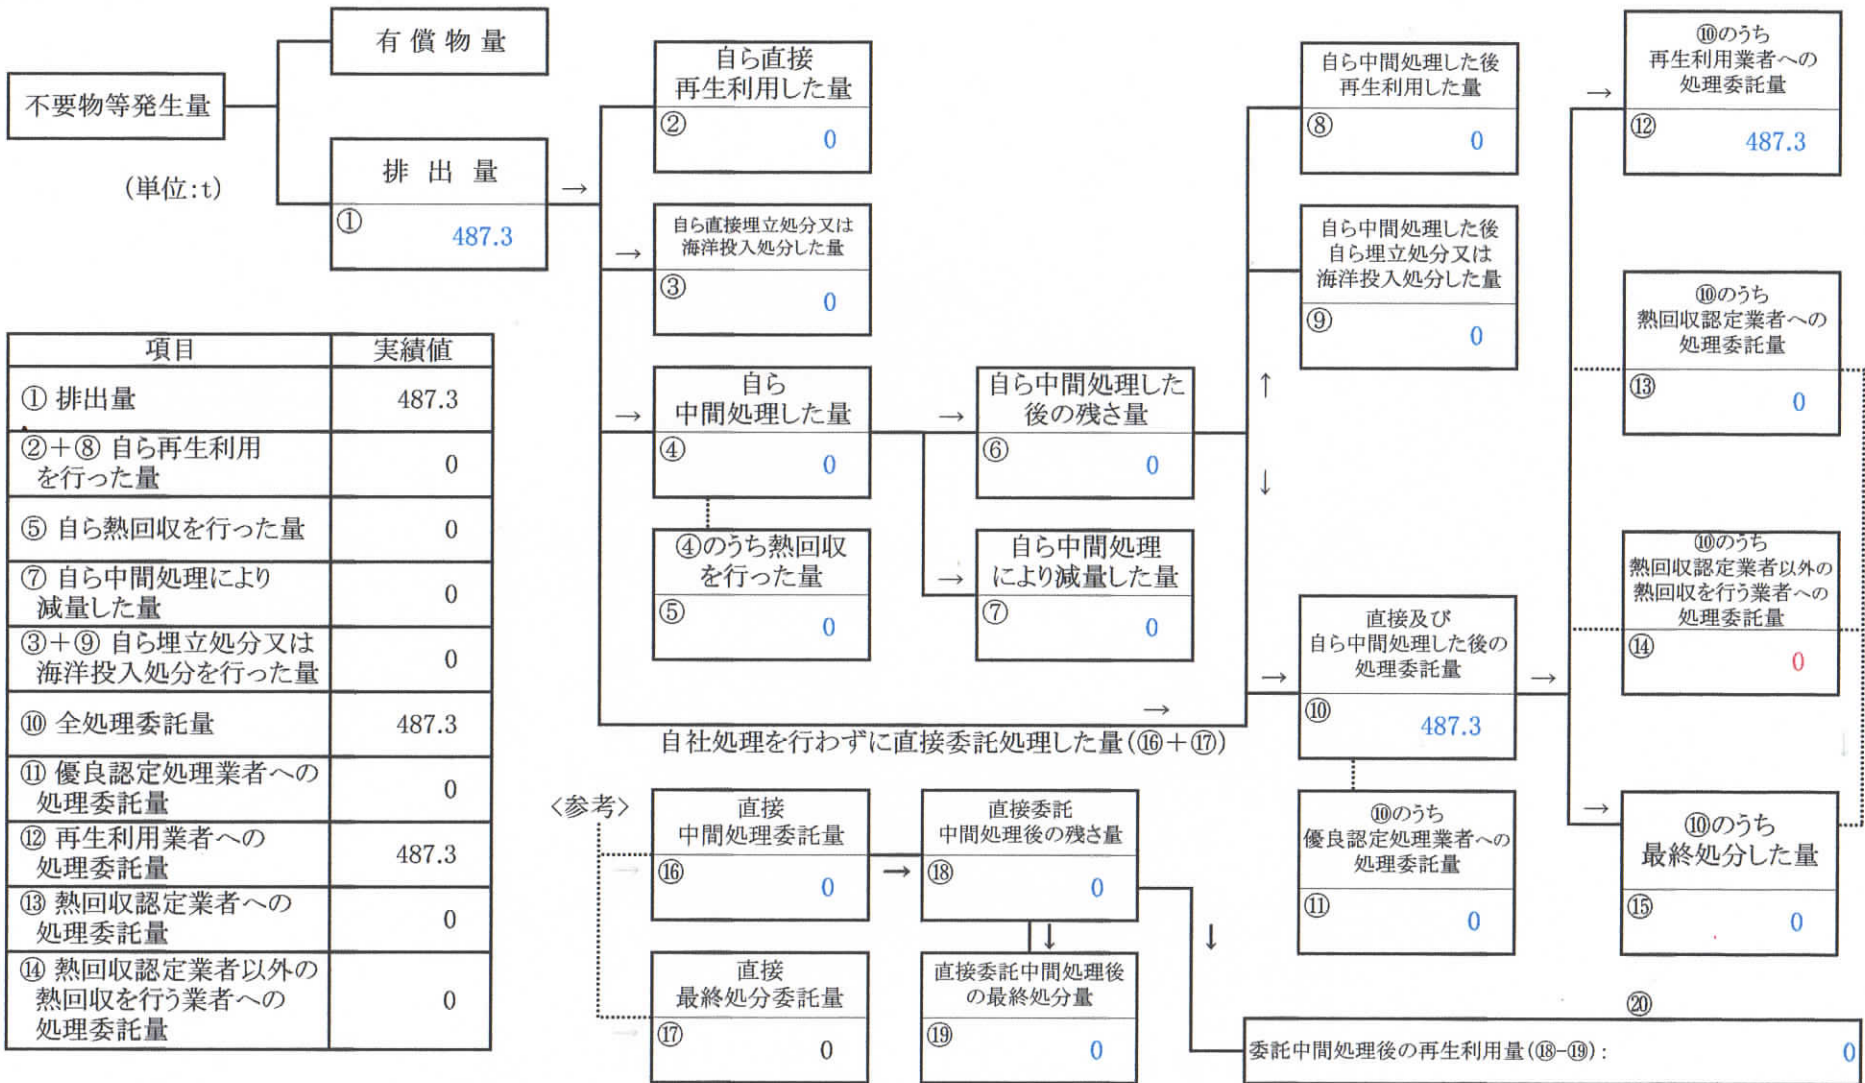 不要物等発生量
(単位:t)
有償物量
排出量
①
487.3
→
自ら直接
再生利用した量
②
0
→
自ら直接埋立処分又は
海洋投入処分した量
③
0
→
自ら
中間処理した量
④
0
④のうち熱回収
を行った量
⑤
0
→
自ら中間処理した
後の残さ量
⑥
0
→
自ら中間処理
により減量した量
⑦
0
→
自社処理を行わずに直接委託処理した量(⑯+⑰)
自ら中間処理した後
再生利用した量
⑧
0
自ら中間処理した後
自ら埋立処分又は
海洋投入処分した量
⑨
0
↑
↓
→
直接及び
自ら中間処理した後の
処理委託量
⑩
487.3
→
⑩のうち
優良認定処理業者への
処理委託量
⑪
0
→
⑩のうち
再生利用業者への
処理委託量
⑫
487.3
⑩のうち
熱回収認定業者への
処理委託量
⑬
0
⑩のうち
熱回収認定業者以外の
熱回収を行う業者への
処理委託量
⑭
0
↓
→
⑩のうち
最終処分した量
⑮
0
項目 実績値
① 排出量 487.3
②+⑧ 自ら再生利用
を行った量 0
⑤ 自ら熱回収を行った量 0
⑦ 自ら中間処理により
減量した量 0
③+⑨ 自ら埋立処分又は
海洋投入処分を行った量 0
⑩ 全処理委託量 487.3
⑪ 優良認定処理業者への
処理委託量 0
⑫ 再生利用業者への
処理委託量 487.3
⑬ 熱回収認定業者への
処理委託量 0
⑭ 熱回収認定業者以外の
熱回収を行う業者への
処理委託量 0
<参考>
→
直接
中間処理委託量
⑯
0
→
直接委託
中間処理後の残さ量
⑱
0
→
直接
最終処分委託量
⑰
0
↓
直接委託中間処理後
の最終処分量
⑲
0
↓
⑳
委託中間処理後の再生利用量(⑱-⑲): 0